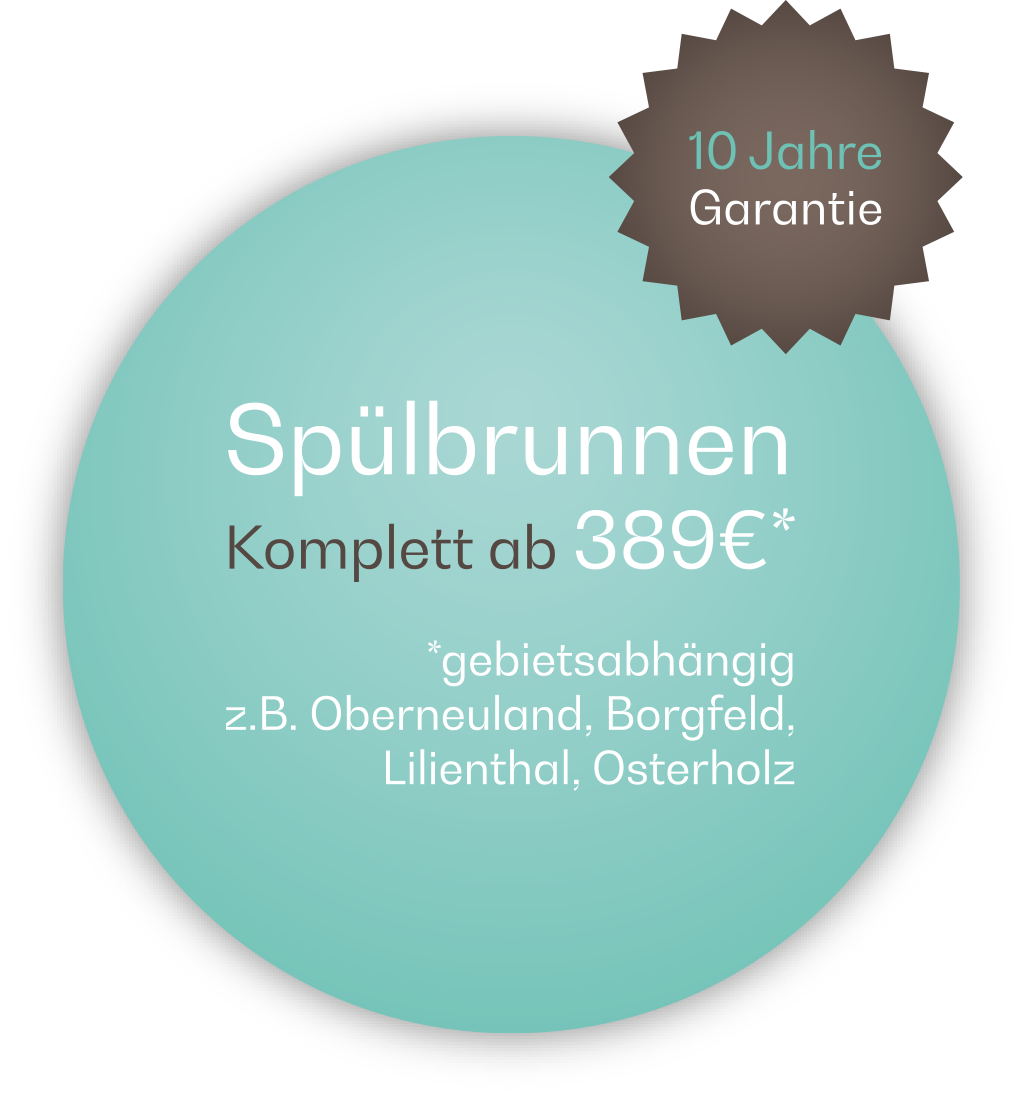 10 Jahre
Garantie
Spülbrunnen
Komplett ab 389€*
*gebietsabhängig
z.B. Oberneuland, Borgfeld,
Lilienthal, Osterholz